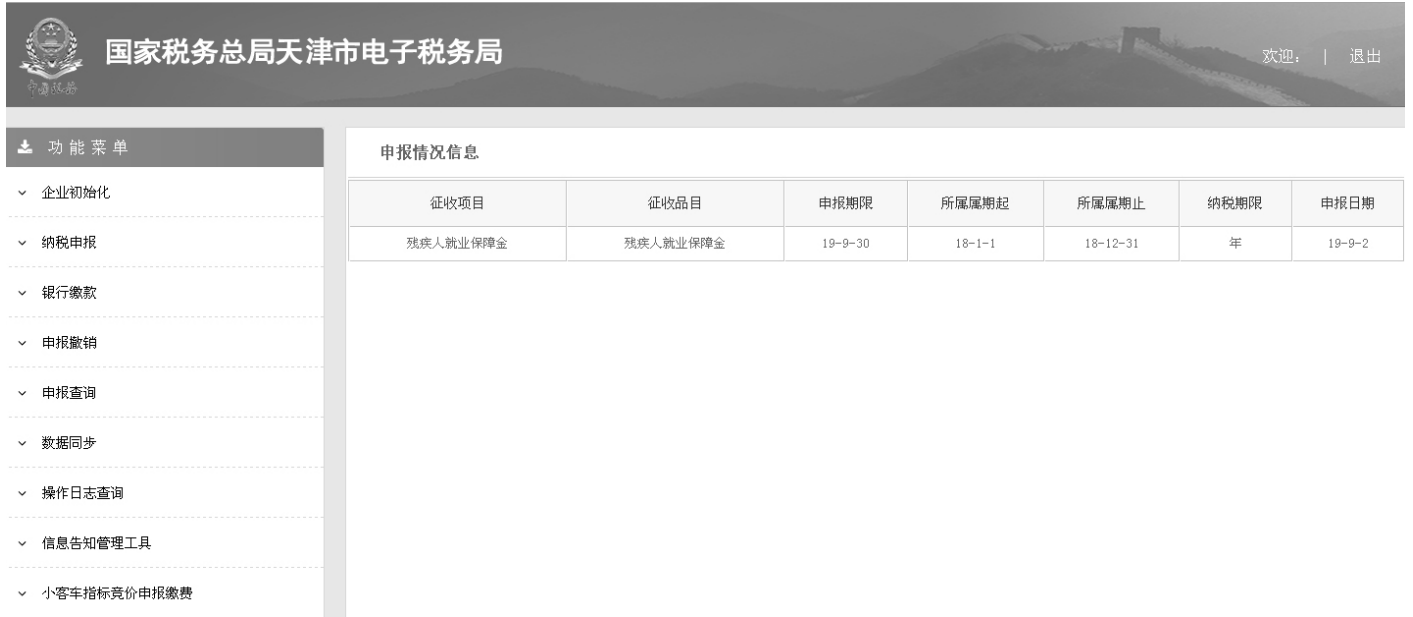 国家税务总局天津市电子税务局
欢迎： | 退出
中国税务
功能菜单
企业初始化
纳税申报
银行缴款
申报撤销
申报查询
数据同步
操作日志查询
信息告知管理工具
小客车指标竞价申报缴费
申报情况信息
征收项目 征收品目 申报期限 所属属期起 所属属期止 纳税期限 申报日期
残疾人就业保障金 残疾人就业保障金 19-9-30 18-1-1 18-12-31 年 19-9-2